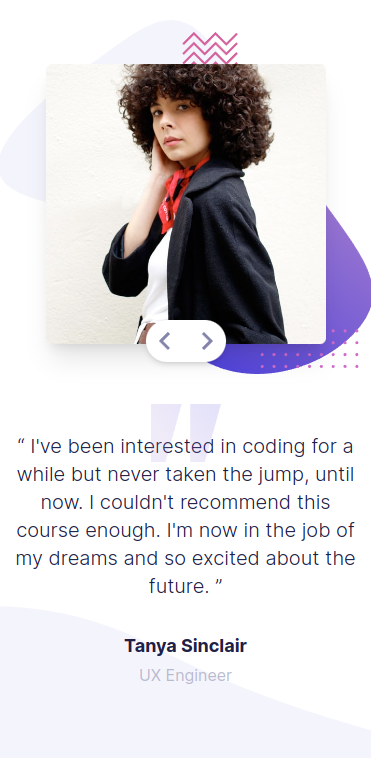 “ I've been interested in coding for a
while but never taken the jump, until
now. I couldn't recommend this
course enough. I'm now in the job of
my dreams and so excited about the
future. ”
Tanya Sinclair
UX Engineer